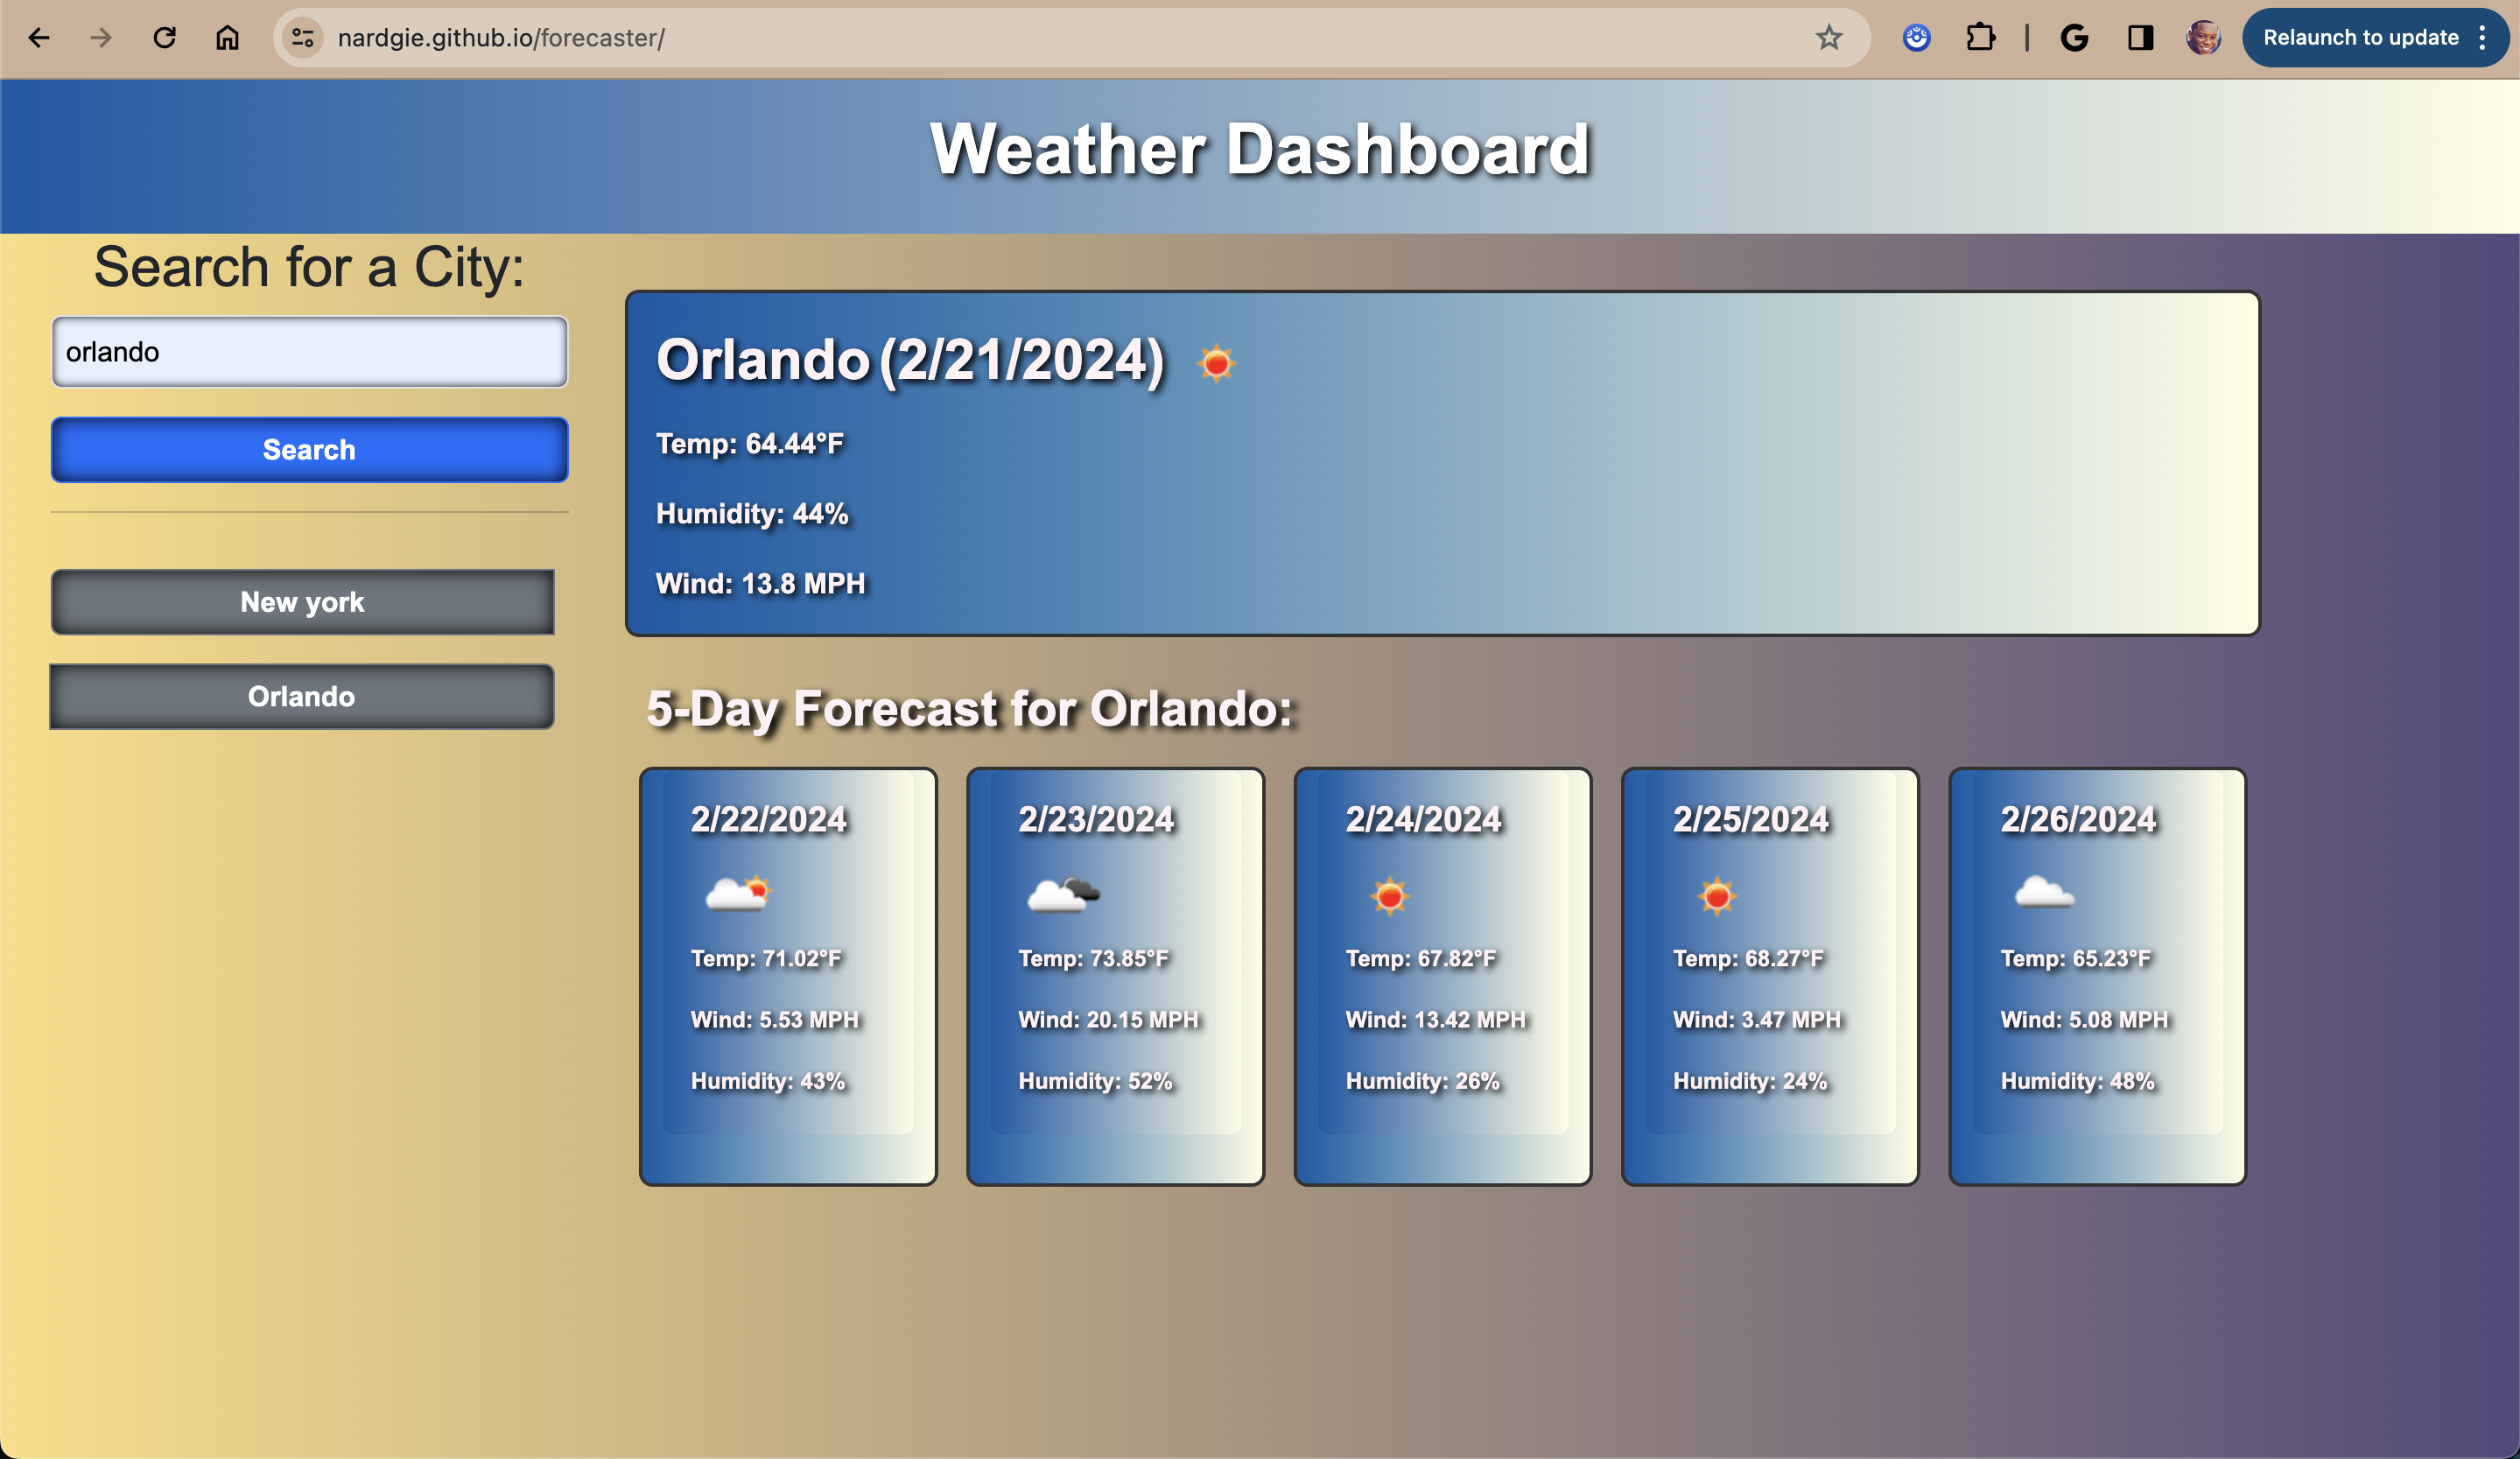 nardgie.github.io/forecaster/
Relaunch to update
Weather Dashboard
Search for a City:
orlando
Search
New york
Orlando
Orlando (2/21/2024)
Temp: 64.44°F
Humidity: 44%
Wind: 13.8 MPH
5-Day Forecast for Orlando:
2/22/2024
Temp: 71.02°F
Wind: 5.53 MPH
Humidity: 43%
2/23/2024
Temp: 73.85°F
Wind: 20.15 MPH
Humidity: 52%
2/24/2024
Temp: 67.82°F
Wind: 13.42 MPH
Humidity: 26%
2/25/2024
Temp: 68.27°F
Wind: 3.47 MPH
Humidity: 24%
2/26/2024
Temp: 65.23°F
Wind: 5.08 MPH
Humidity: 48%